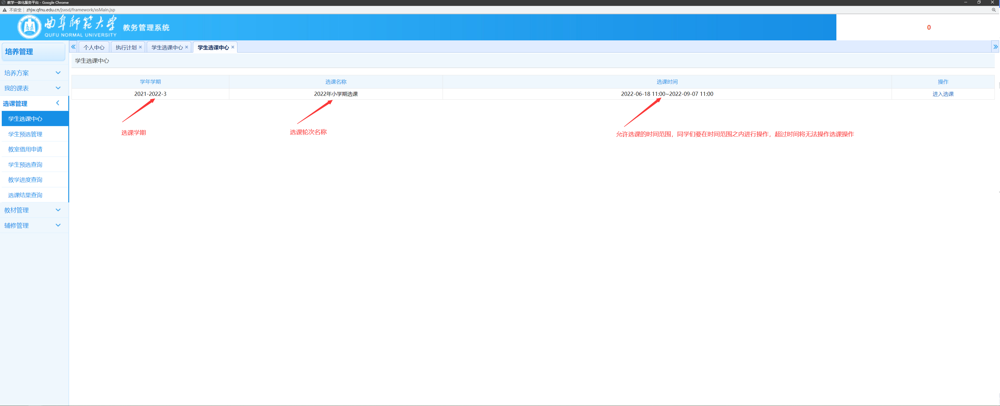 教学一体化服务平台 - Google Chrome
不安全 | zhjw.qfnu.edu.cn/jsxsd/framework/xsMain.jsp
曲阜师范大学
QUFU NORMAL UNIVERSITY
教务管理系统
0
培养管理
培养方案
我的课表
选课管理
学生选课中心
学生预选管理
教室借用申请
学生预选查询
教学进度查询
选课结果查询
教材管理
辅修管理
个人中心 执行计划 学生选课中心 学生选课中心
学生选课中心
学年学期 选课名称 选课时间 操作
2021-2022-3 2022年小学期选课 2022-06-18 11:00~2022-09-07 11:00 进入选课
选课学期
选课轮次名称
允许选课的时间范围，同学们要在时间范围之内进行操作，超过时间将无法操作选课操作